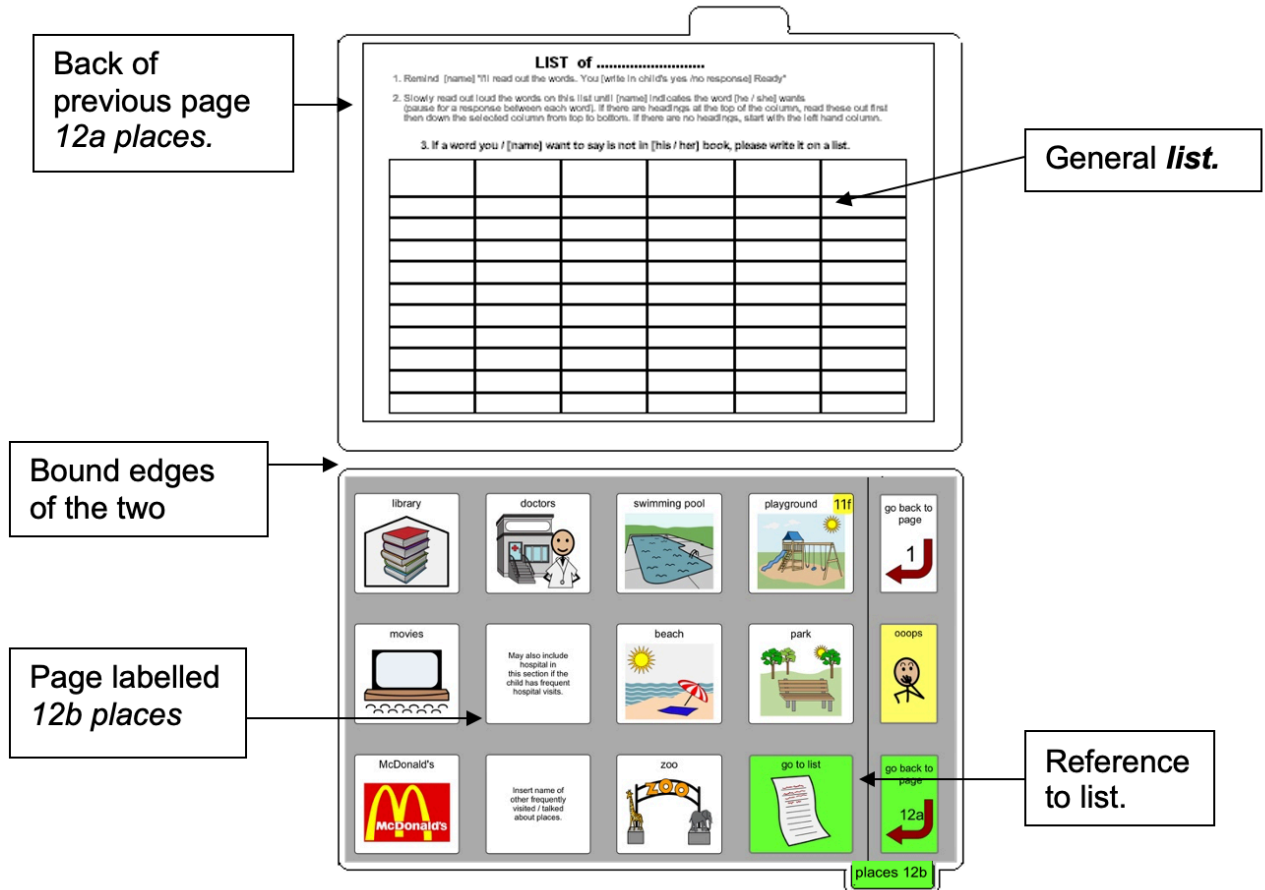 Back of
previous page
12a places.
LIST of ...........................
1. Remind [name] "I'll read out the words. You [write in child's yes /no response] Ready"
2. Slowly read out loud the words on this list until [name] indicates the word [he / she] wants
(pause for a response between each word). If there are headings at the top of the column, read these out first
then down the selected column from top to bottom. If there are no headings, start with the left hand column.
3. If a word you / [name] want to say is not in [his / her] book, please write it on a list.
General list.
Bound edges
of the two
library
doctors
swimming pool
playground
11f
go back to
page
1
Page labelled
12b places
movies
May also include
hospital in
this section if the
child has frequent
hospital visits.
beach
park
ooops
McDonald's
McDonald's
Insert name of
other frequently
visited / talked
about places.
zoo
ZOO
go to list
go back to
page
12a
Reference
to list.
places 12b